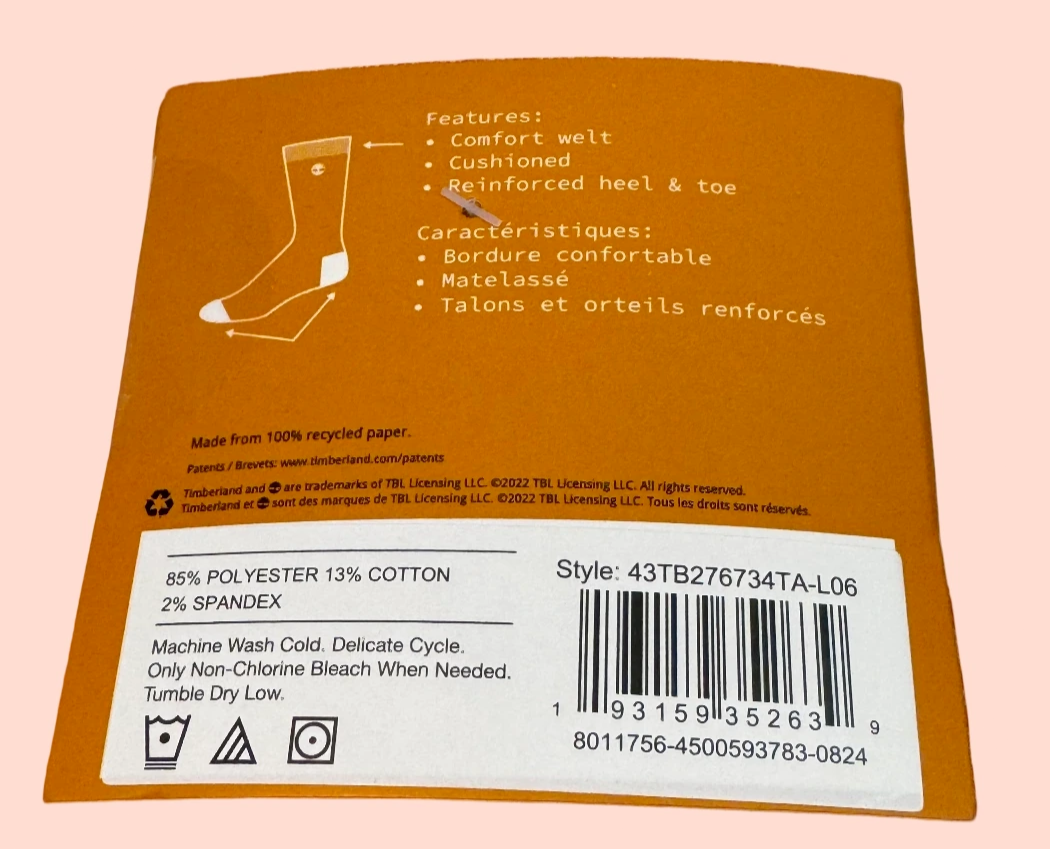 Features:
• Comfort welt
• Cushioned
• Reinforced heel & toe
Caractéristiques:
• Bordure confortable
• Matelassé
• Talons et orteils renforcés
Made from 100% recycled paper.
Patents / Brevets: www.timberland.com/patents
Timberland and are trademarks of TBL Licensing LLC. ©2022 TBL Licensing LLC. All rights reserved.
Timberland et sont des marques de TBL Licensing LLC. ©2022 TBL Licensing LLC. Tous les droits sont réservés.
85% POLYESTER 13% COTTON
2% SPANDEX
Machine Wash Cold. Delicate Cycle.
Only Non-Chlorine Bleach When Needed.
Tumble Dry Low.
Style: 43TB276734TA-L06
1 93159 35263 9
8011756-4500593783-0824